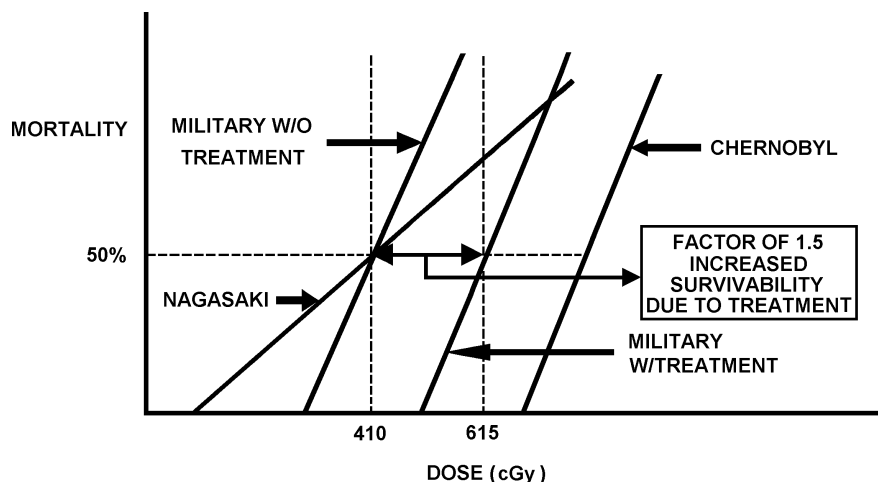 MORTALITY
MILITARY W/O
TREATMENT
CHERNOBYL
50%
FACTOR OF 1.5
INCREASED
SURVIVABILITY
DUE TO TREATMENT
NAGASAKI
MILITARY
W/TREATMENT
410
615
DOSE (cGy)